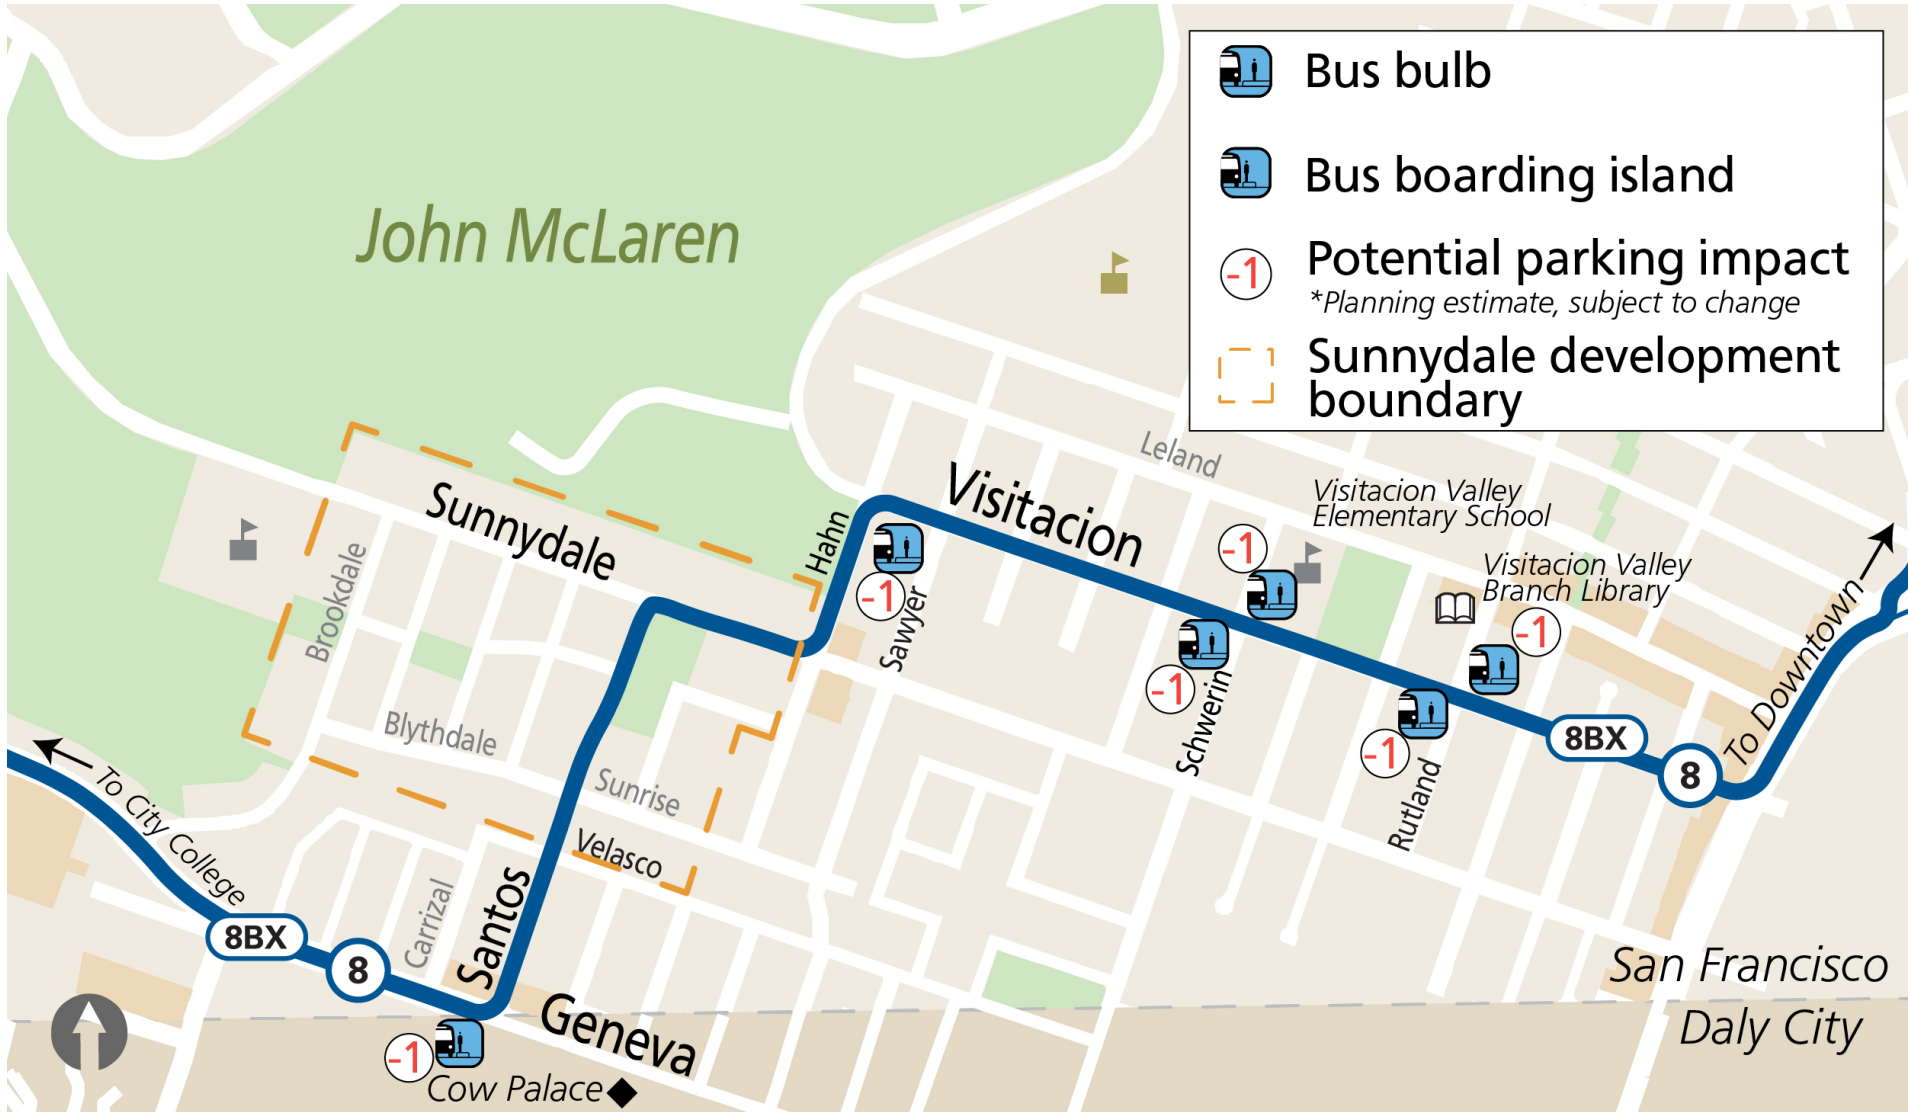 Bus bulb
Bus boarding island
-1
Potential parking impact
*Planning estimate, subject to change
Sunnydale development
boundary
John McLaren
Leland
Visitacion
Visitacion Valley
Elementary School
Visitacion Valley
Branch Library
Sunnydale
Hahn
Brookdale
-1
Sawyer
-1
-1
Schwerin
-1
-1
Rutland
To Downtown
8BX
8
Blythdale
Sunrise
Velasco
To City College
Carrizal
Santos
8BX
8
Geneva
-1
Cow Palace
San Francisco
Daly City